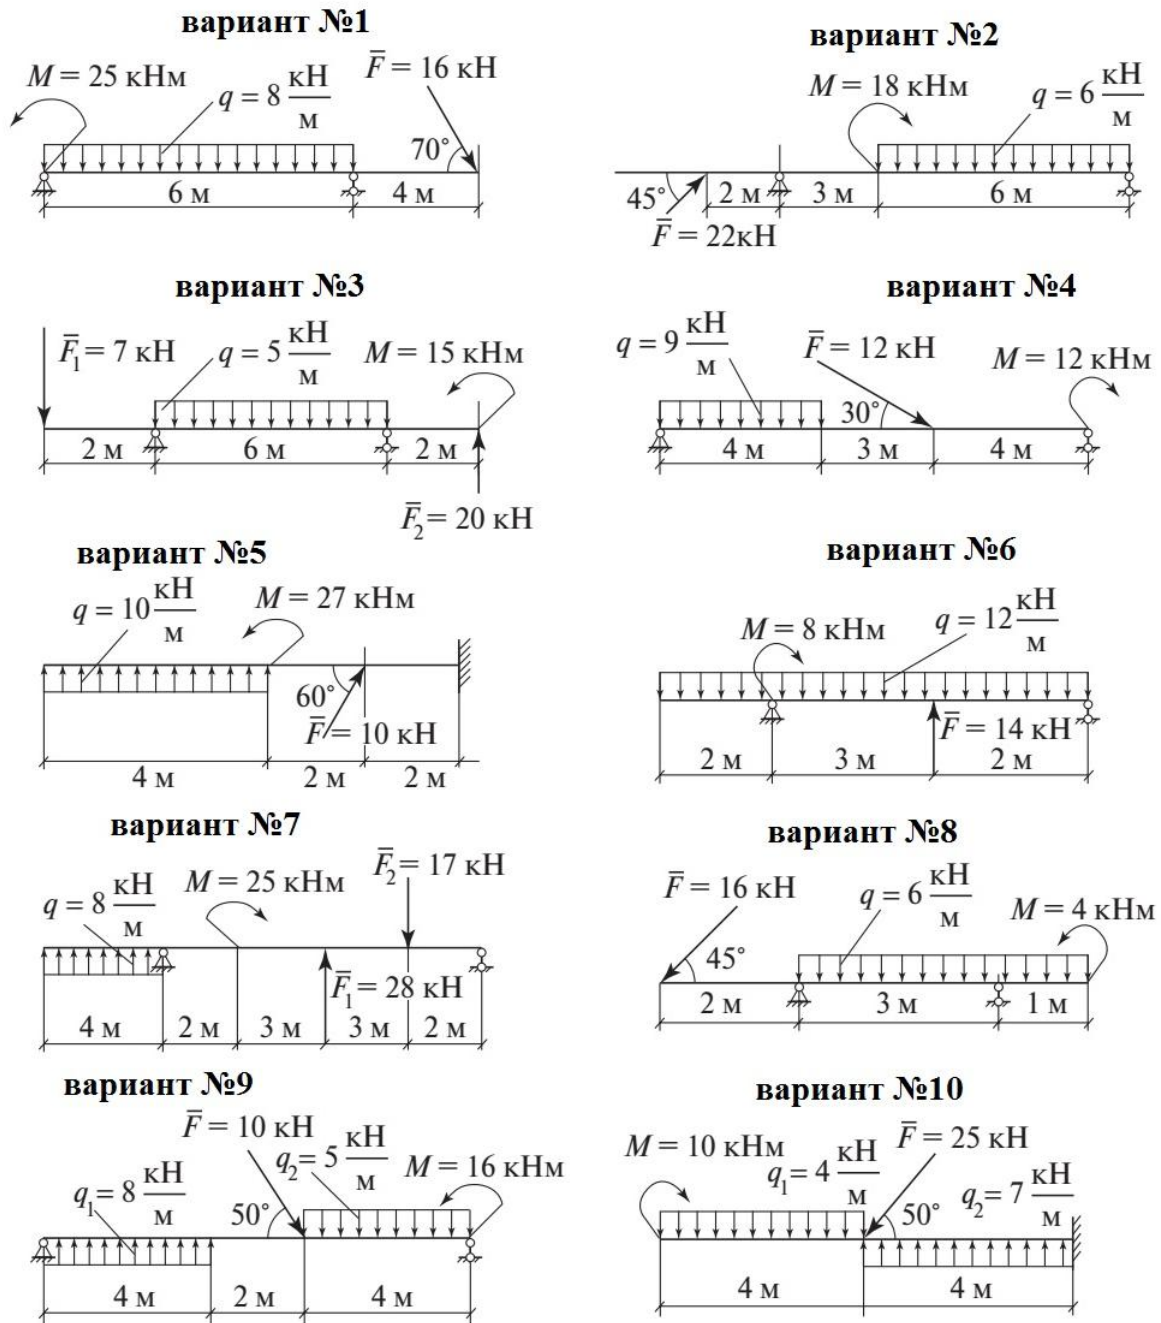 вариант №1
M = 25 кНм
q = 8 кН/м
F̅ = 16 кН
70°
6 м
4 м
вариант №2
M = 18 кНм
q = 6 кН/м
45°
2 м
3 м
6 м
F̅ = 22кН
вариант №3
F̅₁ = 7 кН
q = 5 кН/м
M = 15 кНм
2 м
6 м
2 м
F̅₂ = 20 кН
вариант №4
q = 9 кН/м
F̅ = 12 кН
M = 12 кНм
30°
4 м
3 м
4 м
вариант №5
q = 10 кН/м
M = 27 кНм
60°
F̅ = 10 кН
4 м
2 м
2 м
вариант №6
M = 8 кНм
q = 12 кН/м
F̅ = 14 кН
2 м
3 м
2 м
вариант №7
q = 8 кН/м
M = 25 кНм
F̅₂ = 17 кН
F̅₁ = 28 кН
4 м
2 м
3 м
3 м
2 м
вариант №8
F̅ = 16 кН
q = 6 кН/м
M = 4 кНм
45°
2 м
3 м
1 м
вариант №9
F̅ = 10 кН
q₁ = 8 кН/м
q₂ = 5 кН/м
M = 16 кНм
50°
4 м
2 м
4 м
вариант №10
M = 10 кНм
q₁ = 4 кН/м
F̅ = 25 кН
50°
q₂ = 7 кН/м
4 м
4 м